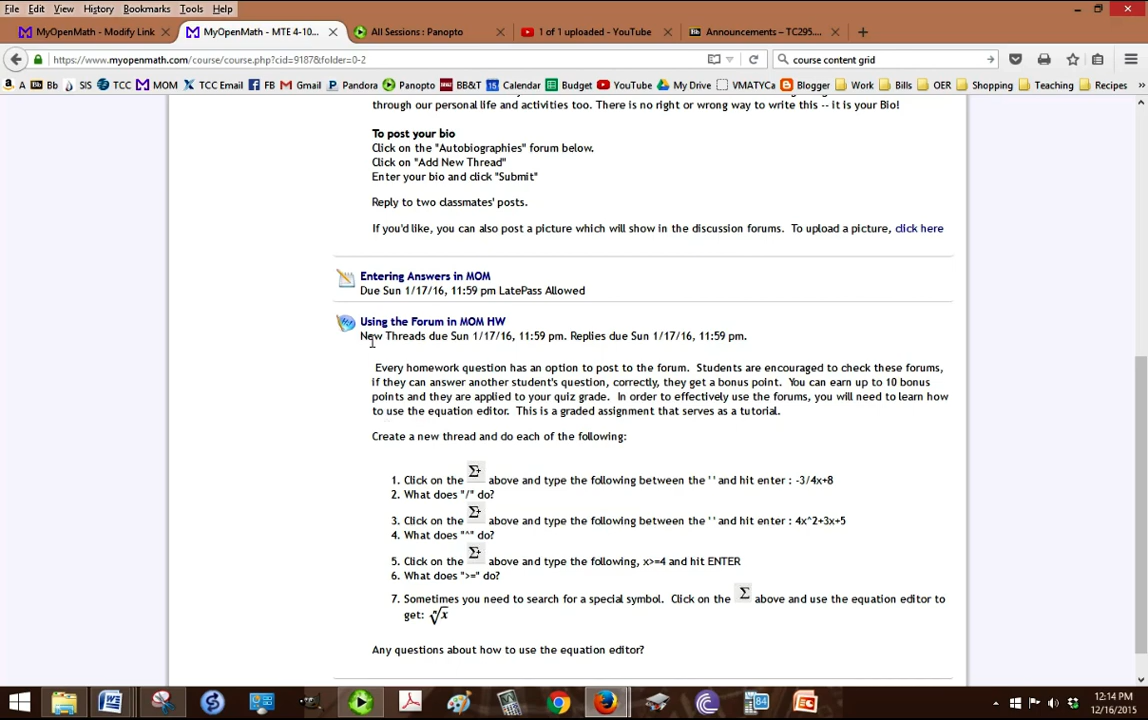 File Edit View History Bookmarks Tools Help
MyOpenMath - Modify Link × MyOpenMath - MTE 4-10... × All Sessions : Panopto × 1 of 1 uploaded - YouTube × Announcements – TC295.... × +
https://www.myopenmath.com/course/course.php?cid=9187&folder=0-2 course content grid
A Bb SIS TCC MOM TCC Email FB Gmail Pandora Panopto BB&T Calendar Budget YouTube My Drive VMATYCa Blogger Work Bills OER Shopping Teaching Recipes »
through our personal life and activities too. There is no right or wrong way to write this -- it is your Bio!
To post your bio
Click on the "Autobiographies" forum below.
Click on "Add New Thread"
Enter your bio and click "Submit"
Reply to two classmates' posts.
If you'd like, you can also post a picture which will show in the discussion forums. To upload a picture, click here
Entering Answers in MOM
Due Sun 1/17/16, 11:59 pm LatePass Allowed
Using the Forum in MOM HW
New Threads due Sun 1/17/16, 11:59 pm. Replies due Sun 1/17/16, 11:59 pm.
Every homework question has an option to post to the forum. Students are encouraged to check these forums,
if they can answer another student's question, correctly, they get a bonus point. You can earn up to 10 bonus
points and they are applied to your quiz grade. In order to effectively use the forums, you will need to learn how
to use the equation editor. This is a graded assignment that serves as a tutorial.
Create a new thread and do each of the following:
1. Click on the Σ+ above and type the following between the ' ' and hit enter : -3/4x+8
2. What does "/" do?
3. Click on the Σ+ above and type the following between the ' ' and hit enter : 4x^2+3x+5
4. What does "^" do?
5. Click on the Σ+ above and type the following, x>=4 and hit ENTER
6. What does ">=" do?
7. Sometimes you need to search for a special symbol. Click on the Σ above and use the equation editor to
get: ⁿ√x
Any questions about how to use the equation editor?
12:14 PM
12/16/2015